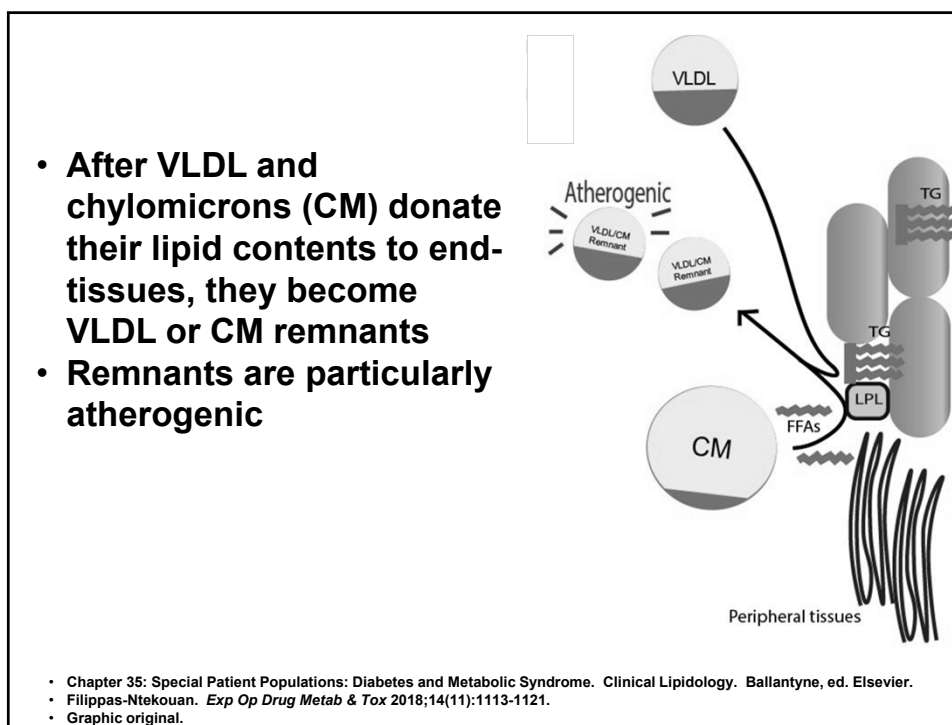 • After VLDL and
chylomicrons (CM) donate
their lipid contents to end-
tissues, they become
VLDL or CM remnants
• Remnants are particularly
atherogenic
VLDL
Atherogenic
VLDL/CM
Remnant
VLDL/CM
Remnant
TG
TG
LPL
FFAs
CM
Peripheral tissues
• Chapter 35: Special Patient Populations: Diabetes and Metabolic Syndrome. Clinical Lipidology. Ballantyne, ed. Elsevier.
• Filippas-Ntekouan. Exp Op Drug Metab & Tox 2018;14(11):1113-1121.
• Graphic original.